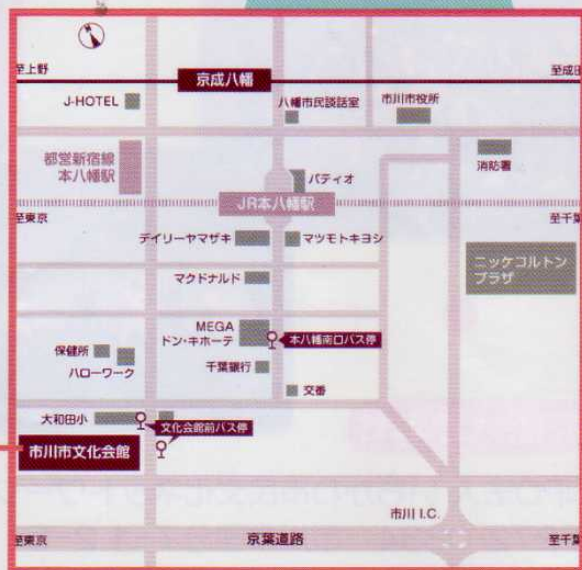 至上野
京成八幡
至成田
J-HOTEL
八幡市民談話室
市川市役所
都営新宿線
本八幡駅
パティオ
消防署
JR本八幡駅
至東京
至千葉
デイリーヤマザキ
マツモトキヨシ
ニッケコルトン
プラザ
マクドナルド
MEGA
ドン・キホーテ
本八幡南口バス停
保健所
ハローワーク
千葉銀行
交番
大和田小
文化会館前バス停
市川市文化会館
市川 I.C.
至東京
京葉道路
至千葉